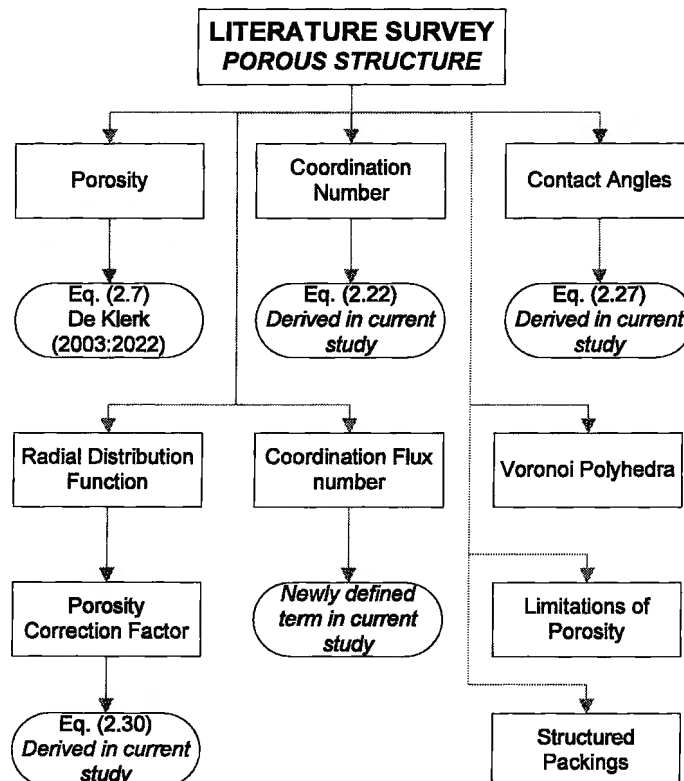 LITERATURE SURVEY
POROUS STRUCTURE
Porosity
Coordination
Number
Contact Angles
Eq. (2.7)
De Klerk
(2003:2022)
Eq. (2.22)
Derived in current
study
Eq. (2.27)
Derived in current
study
Radial Distribution
Function
Coordination Flux
number
Voronoi Polyhedra
Porosity
Correction Factor
Newly defined
term in current
study
Limitations of
Porosity
Eq. (2.30)
Derived in current
study
Structured
Packings